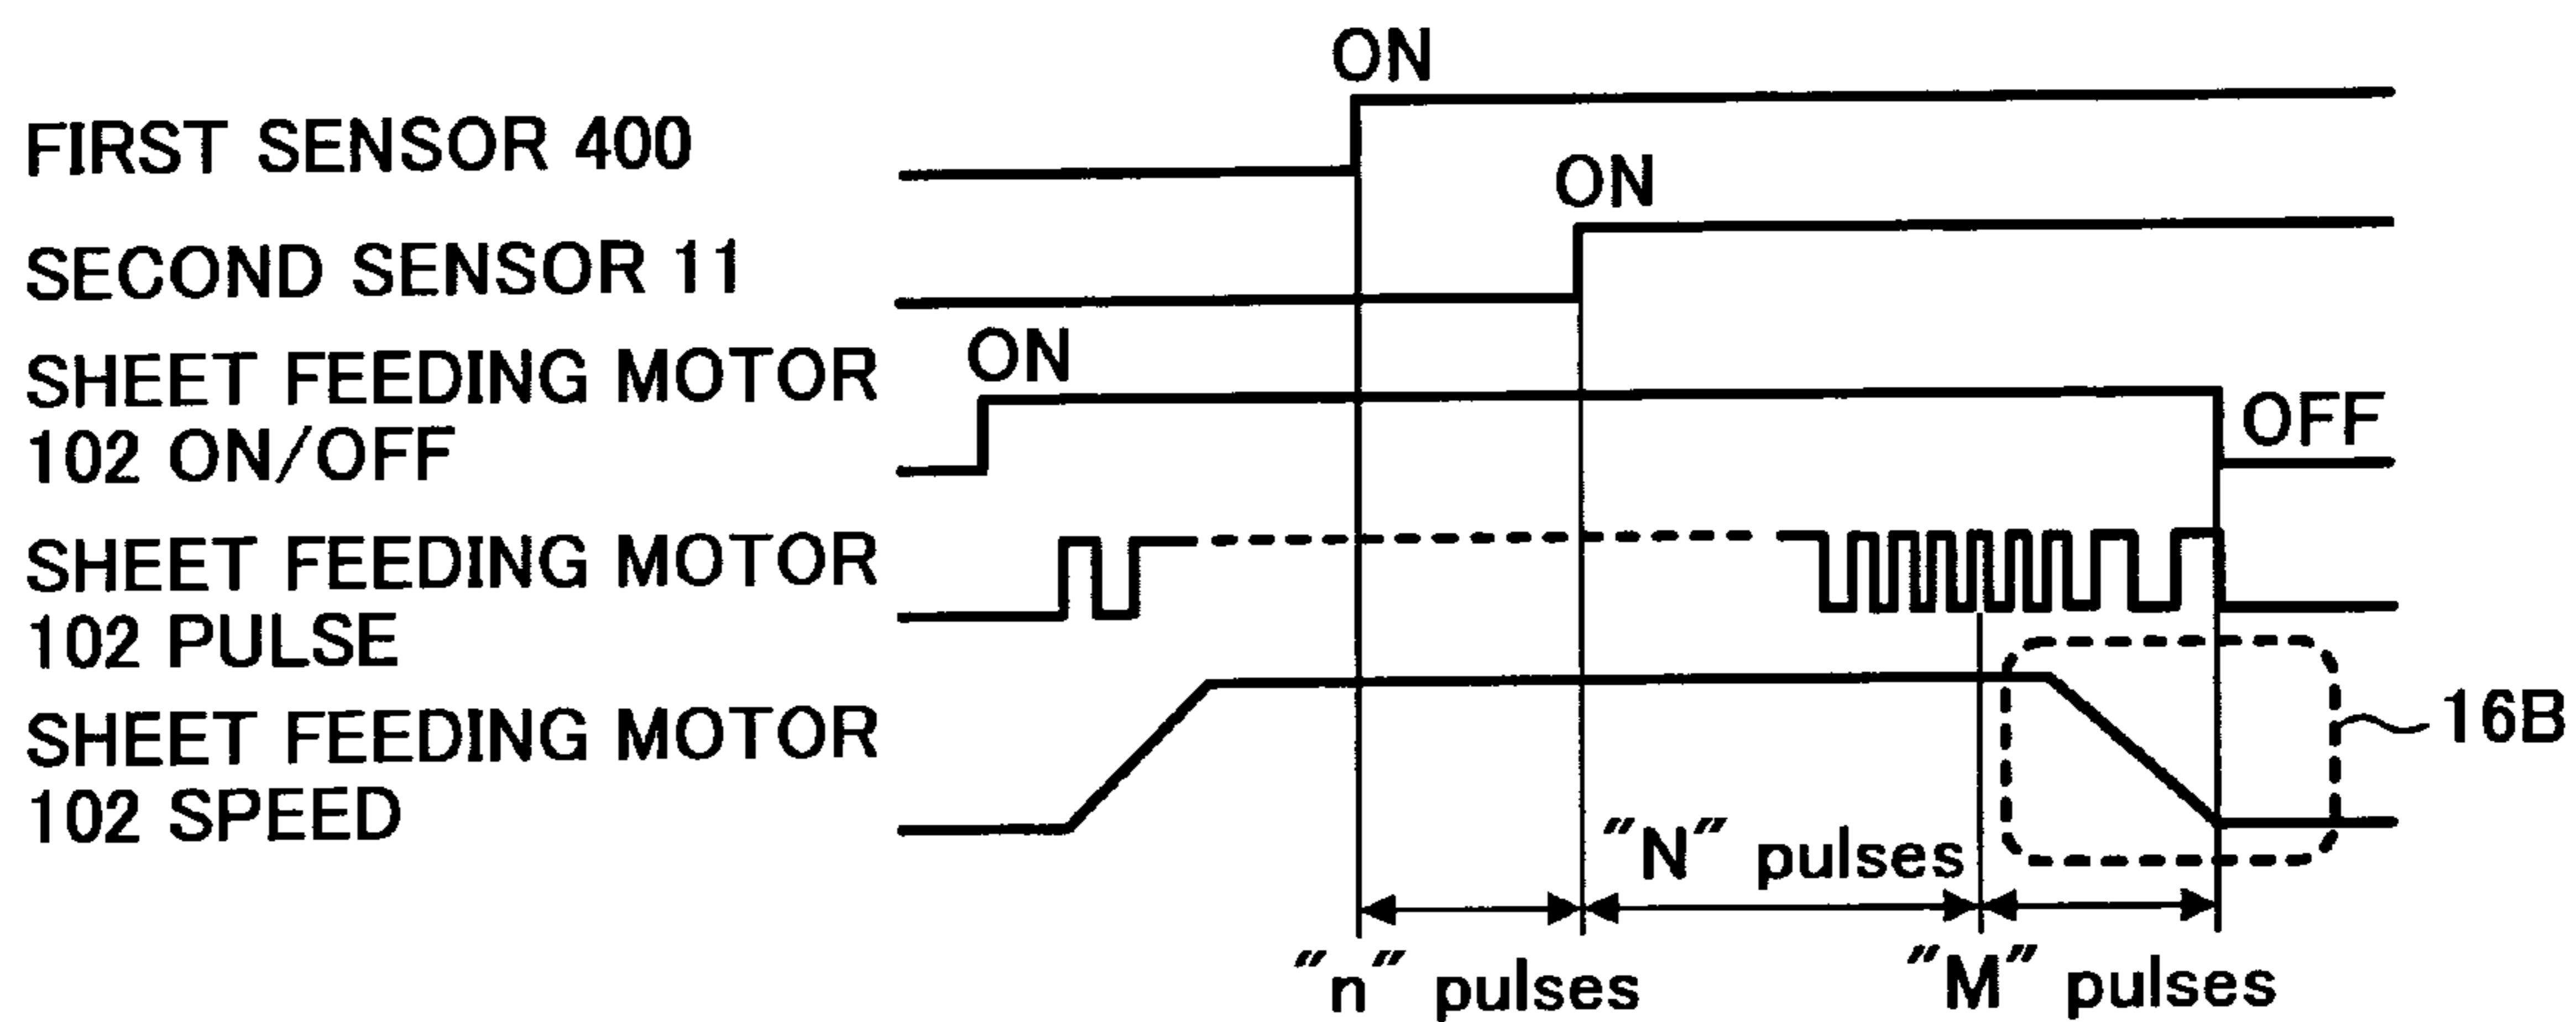 ON
FIRST SENSOR 400
ON
SECOND SENSOR 11
ON
SHEET FEEDING MOTOR
102 ON/OFF
OFF
SHEET FEEDING MOTOR
102 PULSE
SHEET FEEDING MOTOR
102 SPEED
16B
"N" pulses
"n" pulses
"M" pulses